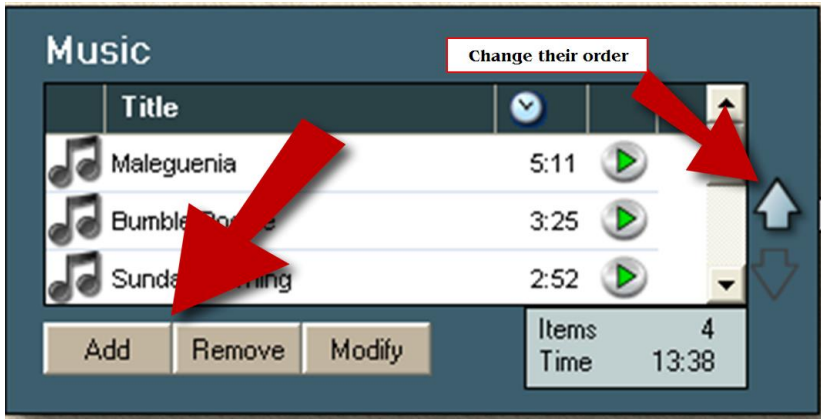 Music
Change their order
Title
Maleguenia 5:11
3:25
2:52
Add Remove Modify
Items 4
Time 13:38